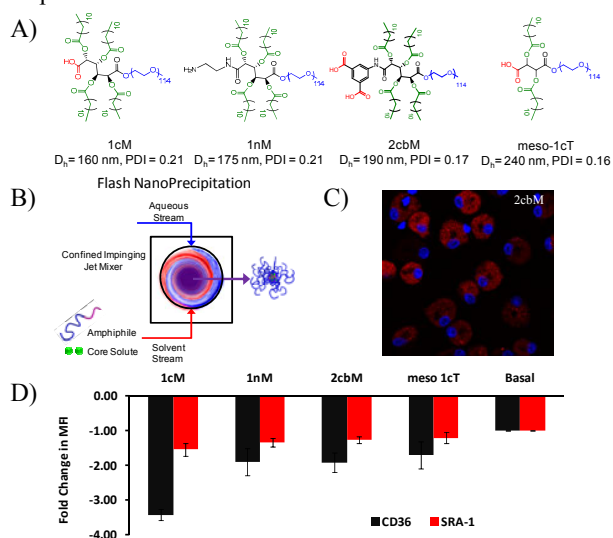 A)
1cM
1nM
2cbM
meso-1cT
Dh= 160 nm, PDI = 0.21
Dh= 175 nm, PDI = 0.21
Dh= 190 nm, PDI = 0.17
Dh= 240 nm, PDI = 0.16
B)
Flash NanoPrecipitation
Aqueous
Stream
Confined Impinging
Jet Mixer
Amphiphile
Core Solute
Solvent
Stream
C)
2cbM
D)
1cM 1nM 2cbM meso 1cT Basal
Fold Change in MFI
0.00
-1.00
-2.00
-3.00
-4.00
CD36 SRA-1